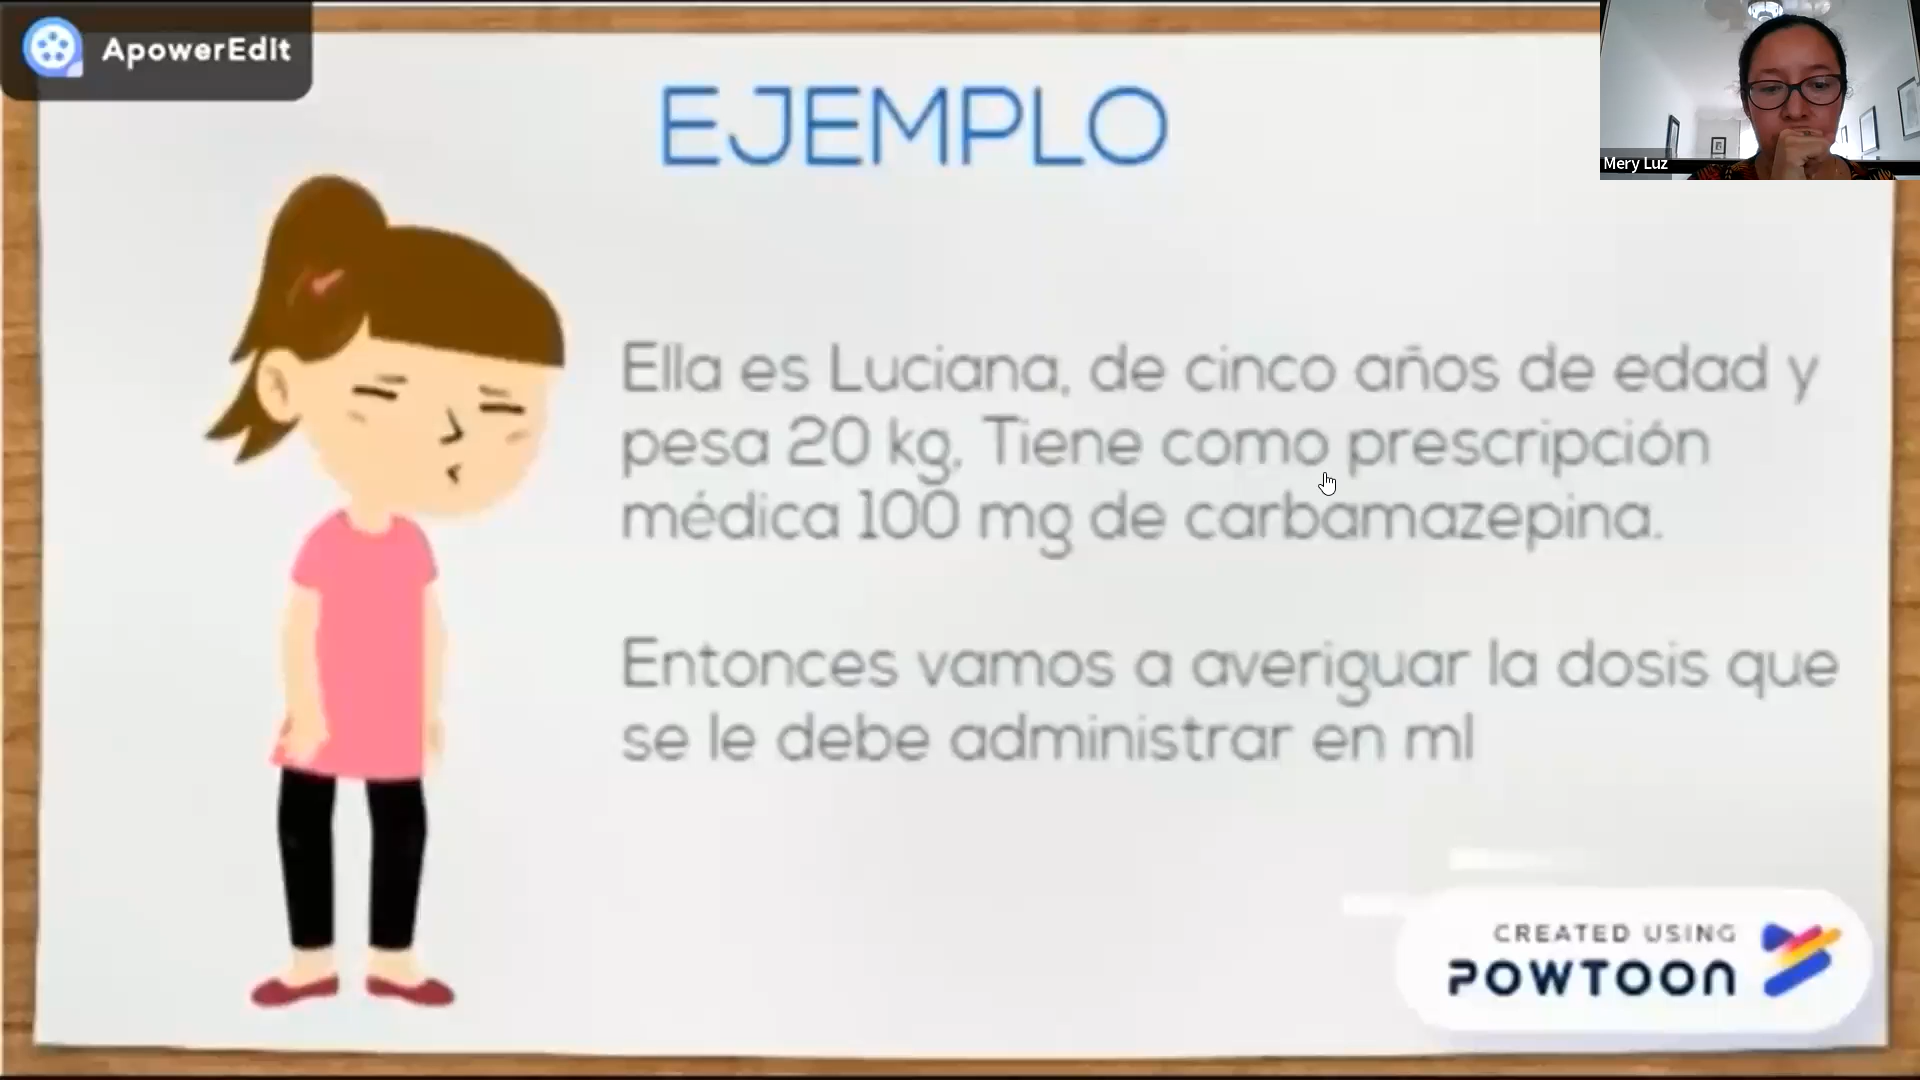 ApowerEdit
EJEMPLO
Mery Luz
Ella es Luciana, de cinco años de edad y
pesa 20 kg. Tiene como prescripción
médica 100 mg de carbamazepina.
Entonces vamos a averiguar la dosis que
se le debe administrar en ml
CREATED USING
POWTOON